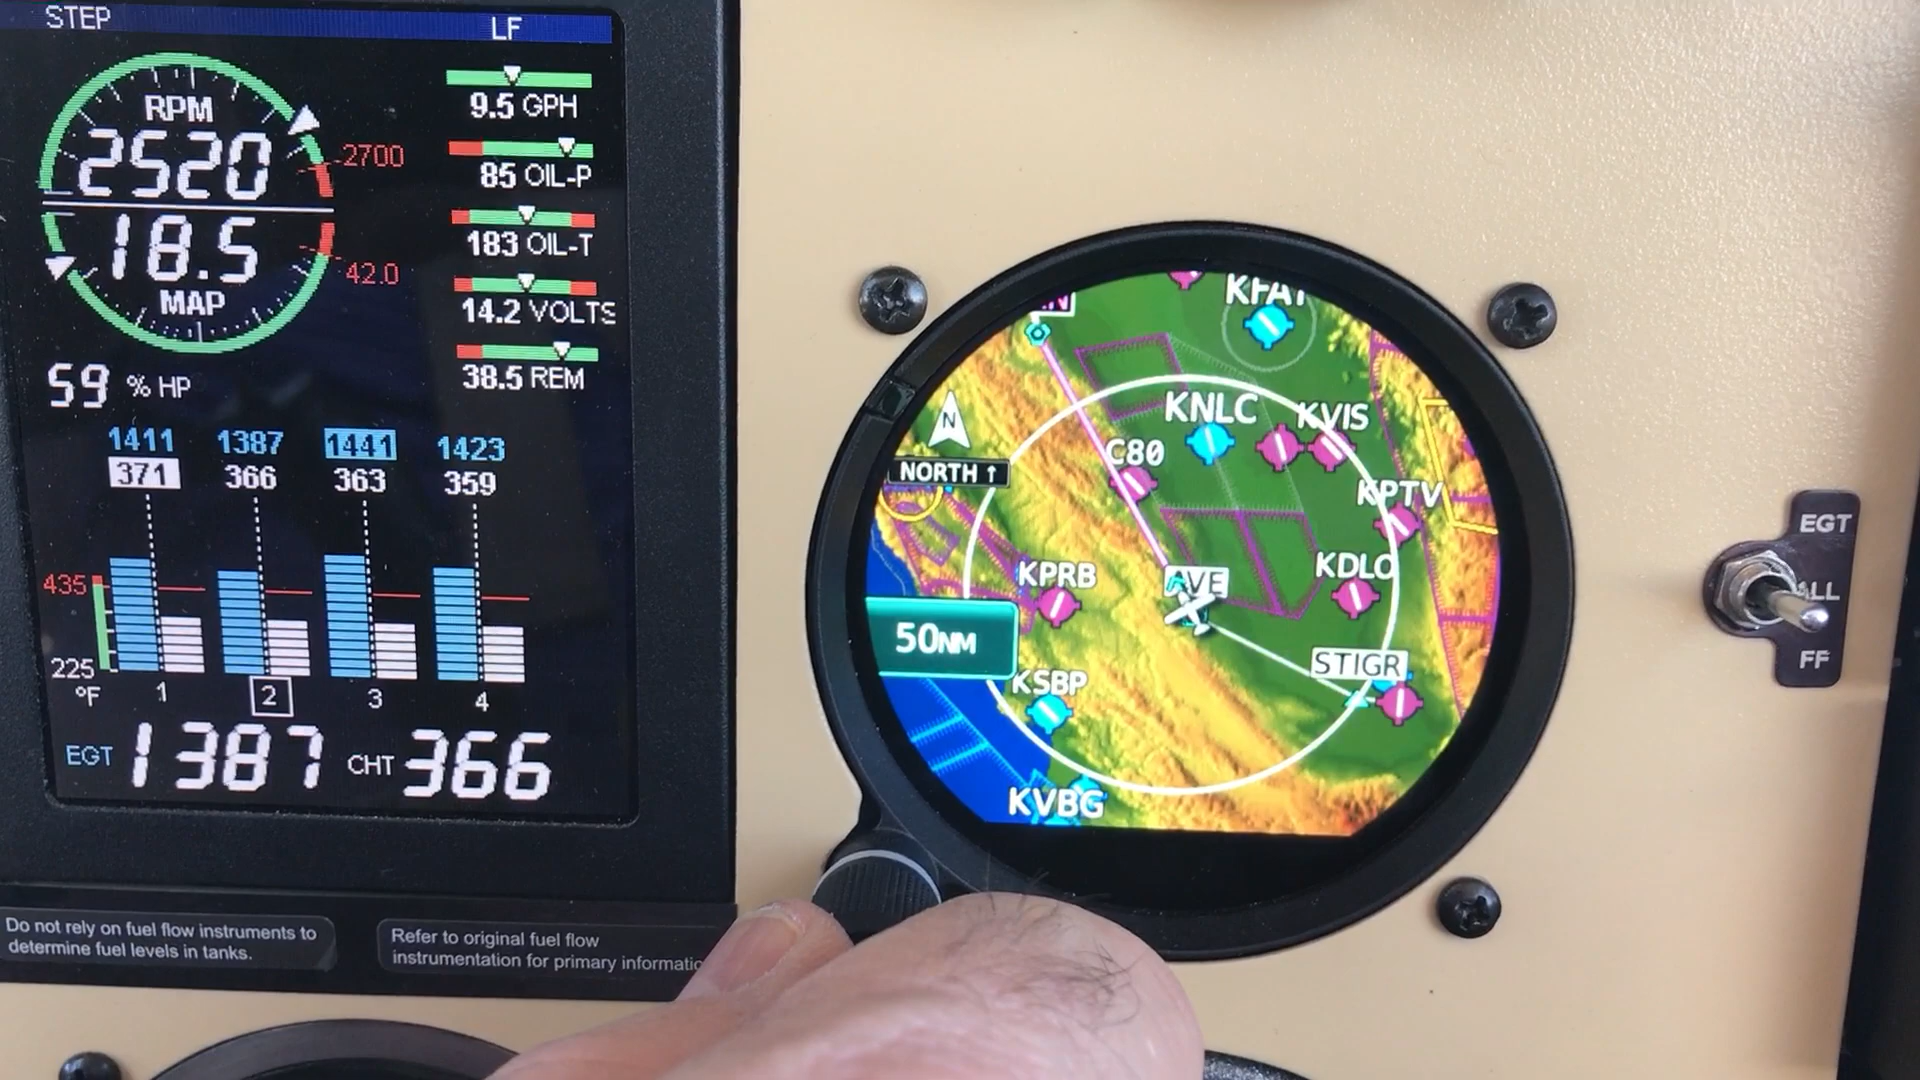 STEP LF
RPM
2520
2700
18.5
42.0
MAP
9.5 GPH
85 OIL-P
183 OIL-T
14.2 VOLTS
38.5 REM
59 % HP
1411 1387 1441 1423
371 366 363 359
435
225
°F
1 2 3 4
EGT 1387 CHT 366
Do not rely on fuel flow instruments to
determine fuel levels in tanks.
Refer to original fuel flow
instrumentation for primary
KFAT
N
NORTH ↑
KNLC
KVIS
C80
KPTV
KPRB
AVE
KDLO
50NM
STIGR
KSBP
KVBG
EGT
ALL
FF